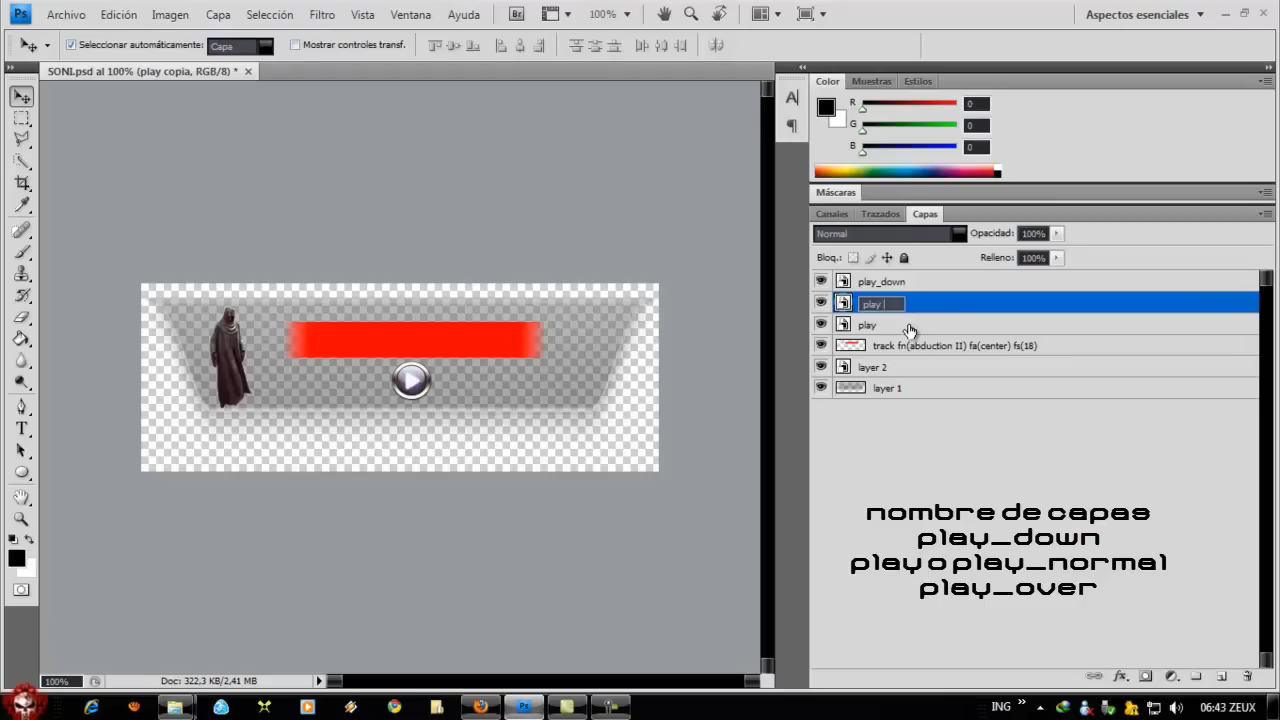 Ps Archivo Edición Imagen Capa Selección Filtro Vista Ventana Ayuda Br 100% Aspectos esenciales
Seleccionar automáticamente: Capa Mostrar controles transf.
SONI.psd al 100% (play copia, RGB/8) *
Color Muestras Estilos
R 0
G 0
B 0
Máscaras
Canales Trazados Capas
Normal Opacidad: 100%
Bloq.: Relleno: 100%
play_down
play
play
track fn(abduction II) fa(center) fs(18)
layer 2
layer 1
nombre de capas
play_down
play o play_normal
play_over
100% Doc: 322,3 KB/2,41 MB
Ps ING 06:43 ZEUX